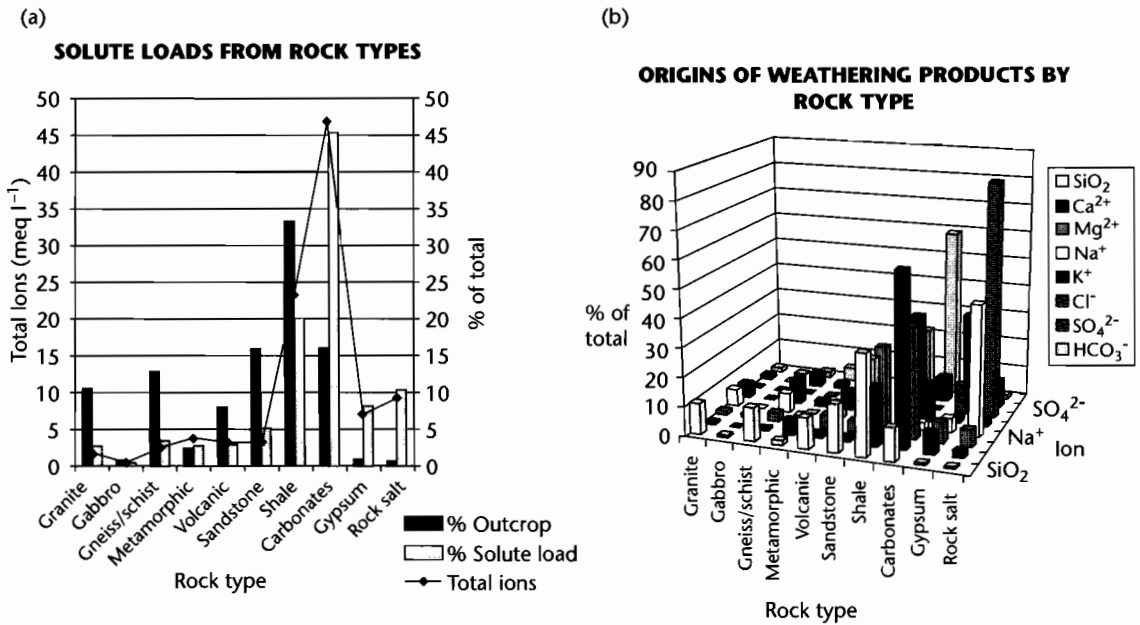 (a)
SOLUTE LOADS FROM ROCK TYPES
50
45
40
35
30
25
20
15
10
5
0
Total Ions (meq l⁻¹)
50
45
40
35
30
25
20
15
10
5
0
% of total
Granite
Gabbro
Gneiss/schist
Metamorphic
Volcanic
Sandstone
Shale
Carbonates
Gypsum
Rock salt
Rock type
% Outcrop
% Solute load
Total ions
(b)
ORIGINS OF WEATHERING PRODUCTS BY
ROCK TYPE
90
80
70
60
50
40
30
20
10
0
% of
total
Granite
Gabbro
Gneiss/schist
Metamorphic
Volcanic
Sandstone
Shale
Carbonates
Gypsum
Rock salt
Rock type
SO₄²⁻
Na⁺
SiO₂
Ion
SiO₂
Ca²⁺
Mg²⁺
Na⁺
K⁺
Cl⁻
SO₄²⁻
HCO₃⁻